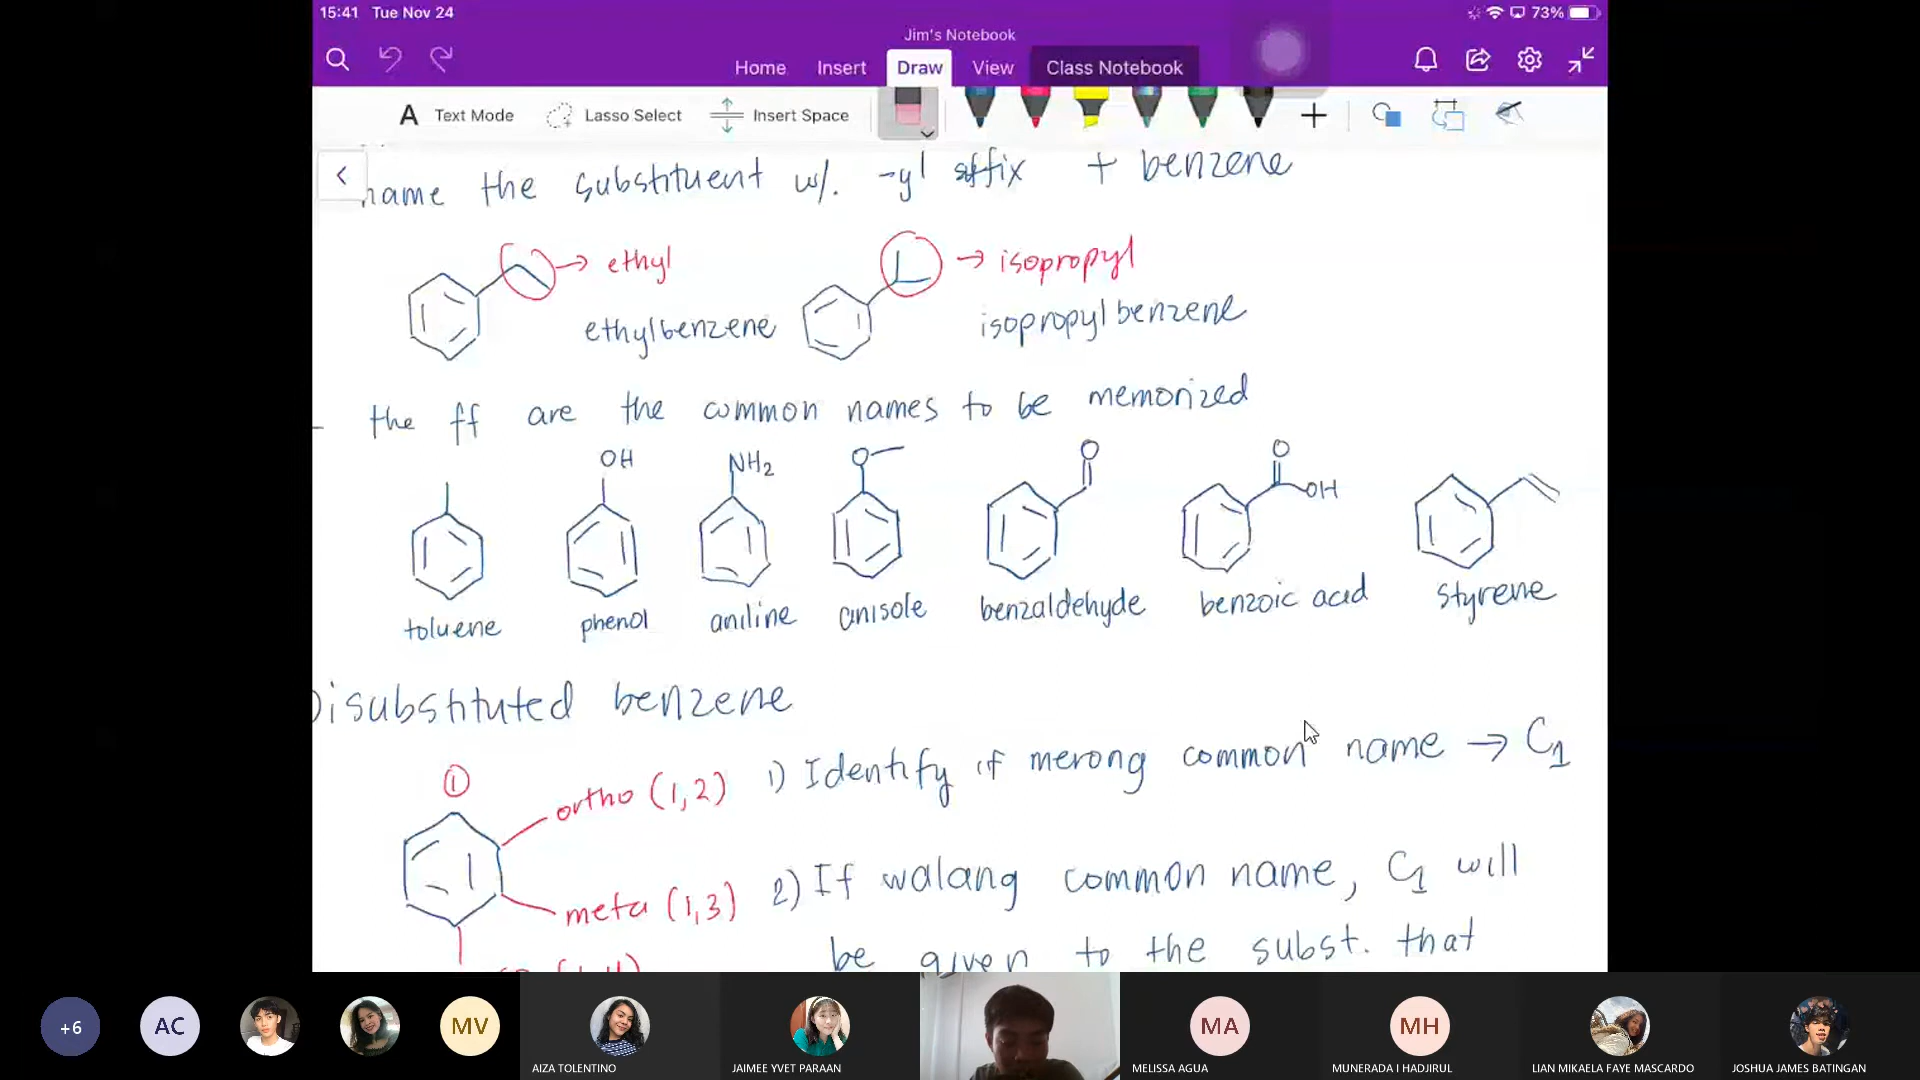 15:41 Tue Nov 24
73%
Jim's Notebook
Home Insert Draw View Class Notebook
A Text Mode Lasso Select Insert Space
name the substituent w/. -yl suffix + benzene
→ ethyl
ethylbenzene
→ isopropyl
isopropylbenzene
- the ff are the common names to be memorized
OH NH2 O O O OH
toluene phenol aniline anisole benzaldehyde benzoic acid styrene
Disubstituted benzene
1
ortho (1,2)
meta (1,3)
1) Identify if merong common name → C1
2) If walang common name, C1 will
be given to the subst. that
+6 AC MV MA MH
AIZA TOLENTINO JAIMEE YVET PARAAN MELISSA AGUA MUNERADA I HADJIRUL LIAN MIKAELA FAYE MASCARDO JOSHUA JAMES BATINGAN